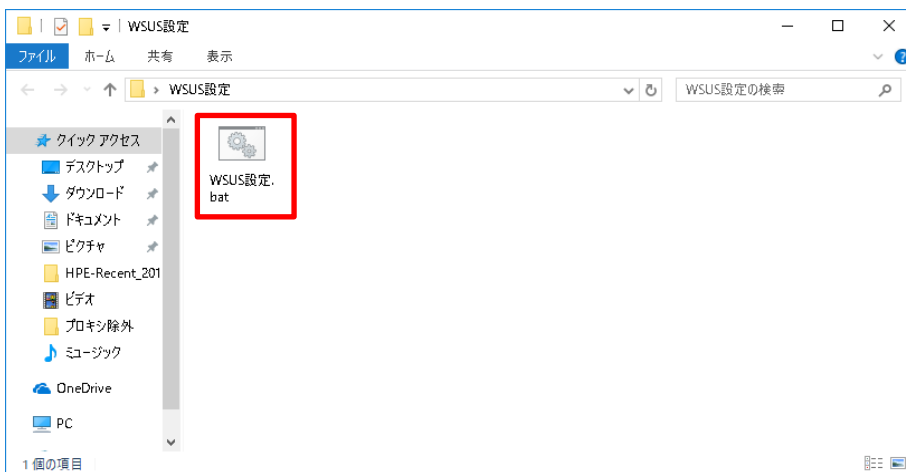 WSUS設定
ファイル ホーム 共有 表示
WSUS設定
WSUS設定の検索
クイック アクセス
デスクトップ
ダウンロード
ドキュメント
ピクチャ
HPE-Recent_201
ビデオ
プロキシ除外
ミュージック
OneDrive
PC
WSUS設定.
bat
1 個の項目